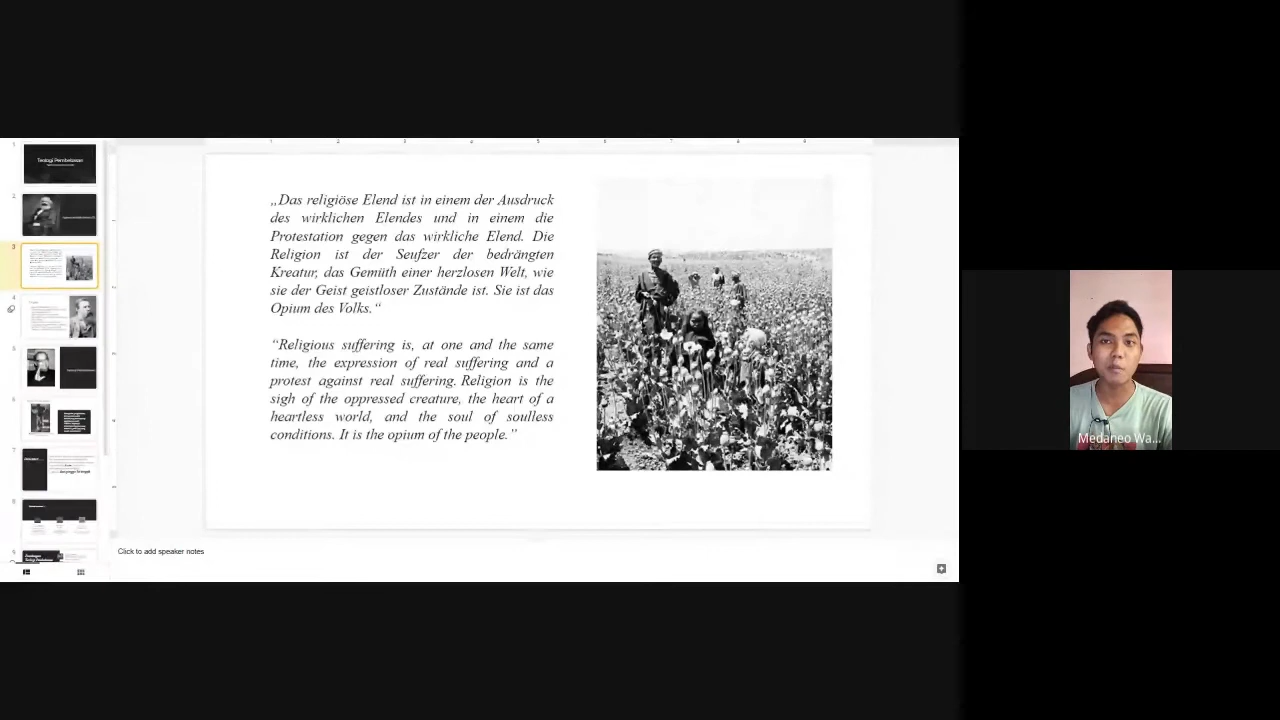 Teologi Pembebasan
„Das religiöse Elend ist in einem der Ausdruck
des wirklichen Elendes und in einem die
Protestation gegen das wirkliche Elend. Die
Religion ist der Seufzer der bedrängten
Kreatur, das Gemüth einer herzlosen Welt, wie
sie der Geist geistloser Zustände ist. Sie ist das
Opium des Volks.“
“Religious suffering is, at one and the same
time, the expression of real suffering and a
protest against real suffering. Religion is the
sigh of the oppressed creature, the heart of a
heartless world, and the soul of soulless
conditions. It is the opium of the people.”
Click to add speaker notes
Medaneo Wa...